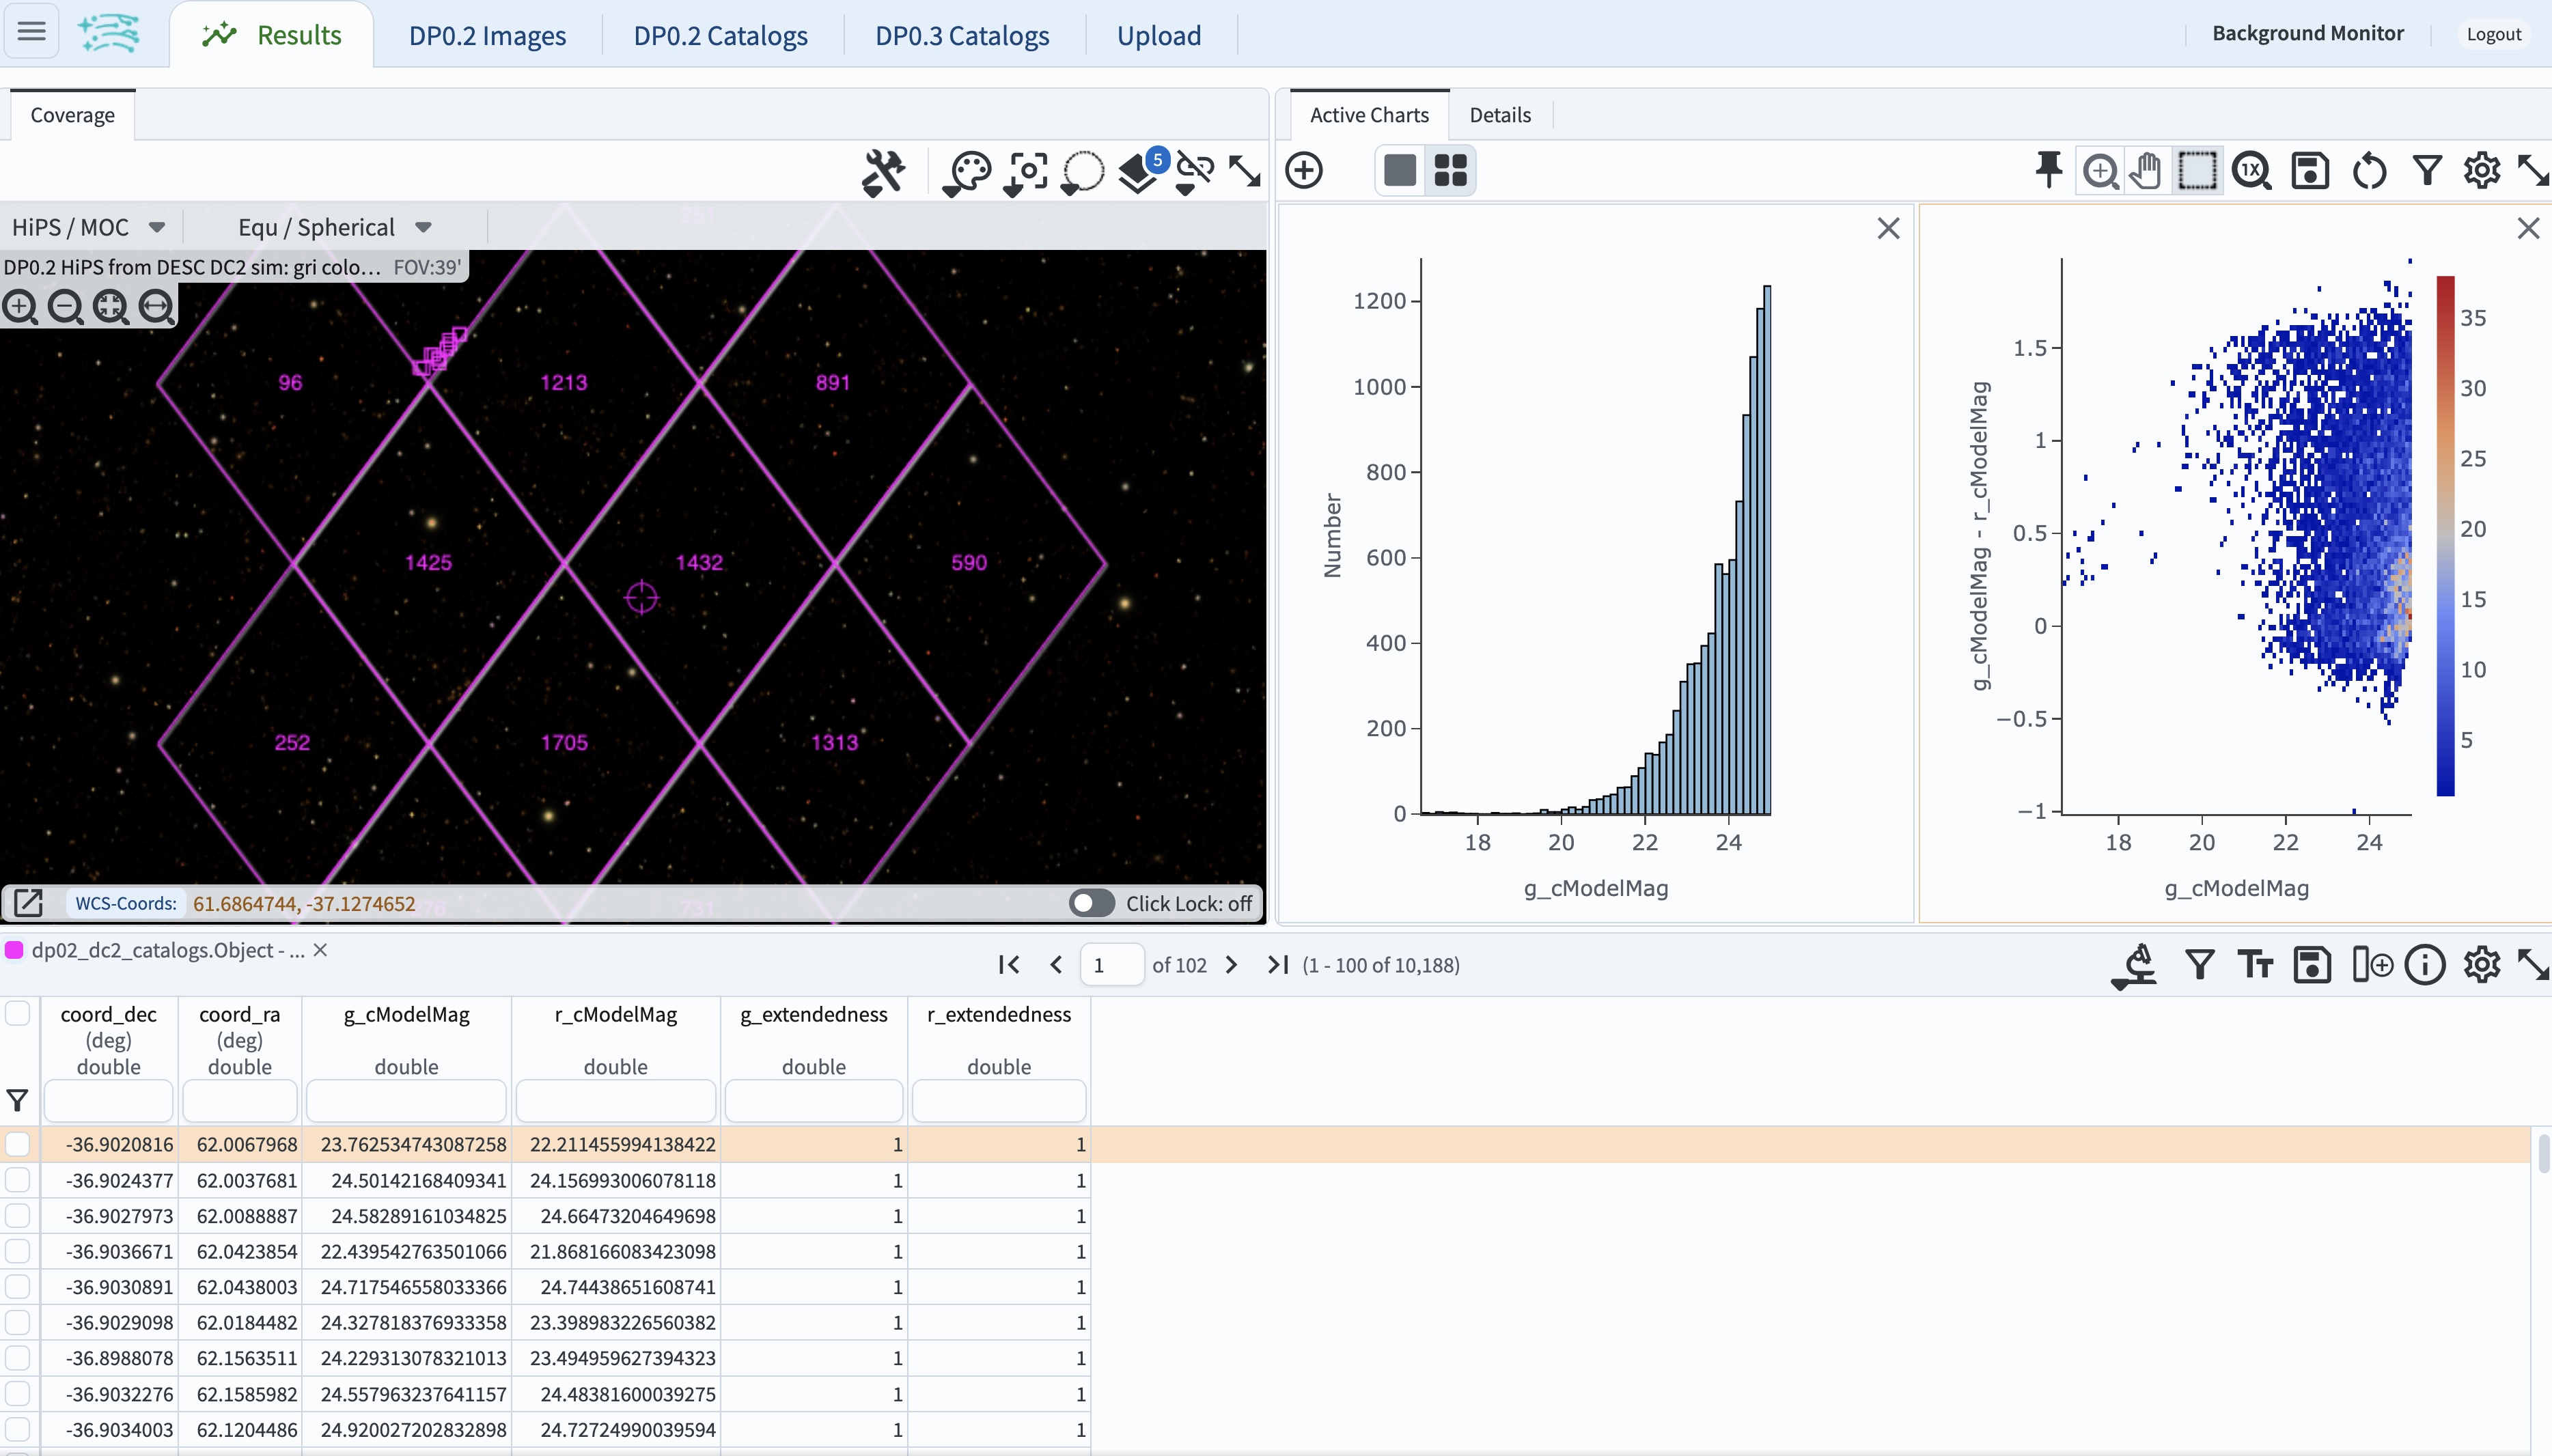 Results
DP0.2 Images
DP0.2 Catalogs
DP0.3 Catalogs
Upload
Background Monitor
Logout
Coverage
5
HiPS / MOC
Equ / Spherical
251
DP0.2 HiPS from DESC DC2 sim: gri colo... FOV:39'
96
1213
891
1425
1432
590
252
1705
1313
731
WCS-Coords: 61.6864744, -37.1274652
Click Lock: off
Active Charts
Details
1X
1200
1000
800
600
400
200
0
Number
18 20 22 24
g_cModelMag
1.5
1
0.5
0
−0.5
−1
g_cModelMag - r_cModelMag
18 20 22 24
g_cModelMag
35
30
25
20
15
10
5
dp02_dc2_catalogs.Object - ...
1 of 102 (1 - 100 of 10,188)
coord_dec coord_ra g_cModelMag r_cModelMag g_extendedness r_extendedness
(deg) (deg)
double double double double double double
-36.9020816 62.0067968 23.762534743087258 22.211455994138422 1 1
-36.9024377 62.0037681 24.50142168409341 24.156993006078118 1 1
-36.9027973 62.0088887 24.58289161034825 24.66473204649698 1 1
-36.9036671 62.0423854 22.439542763501066 21.868166083423098 1 1
-36.9030891 62.0438003 24.717546558033366 24.74438651608741 1 1
-36.9029098 62.0184482 24.327818376933358 23.398983226560382 1 1
-36.8988078 62.1563511 24.229313078321013 23.494959627394323 1 1
-36.9032276 62.1585982 24.557963237641157 24.48381600039275 1 1
-36.9034003 62.1204486 24.920027202832898 24.72724990039594 1 1